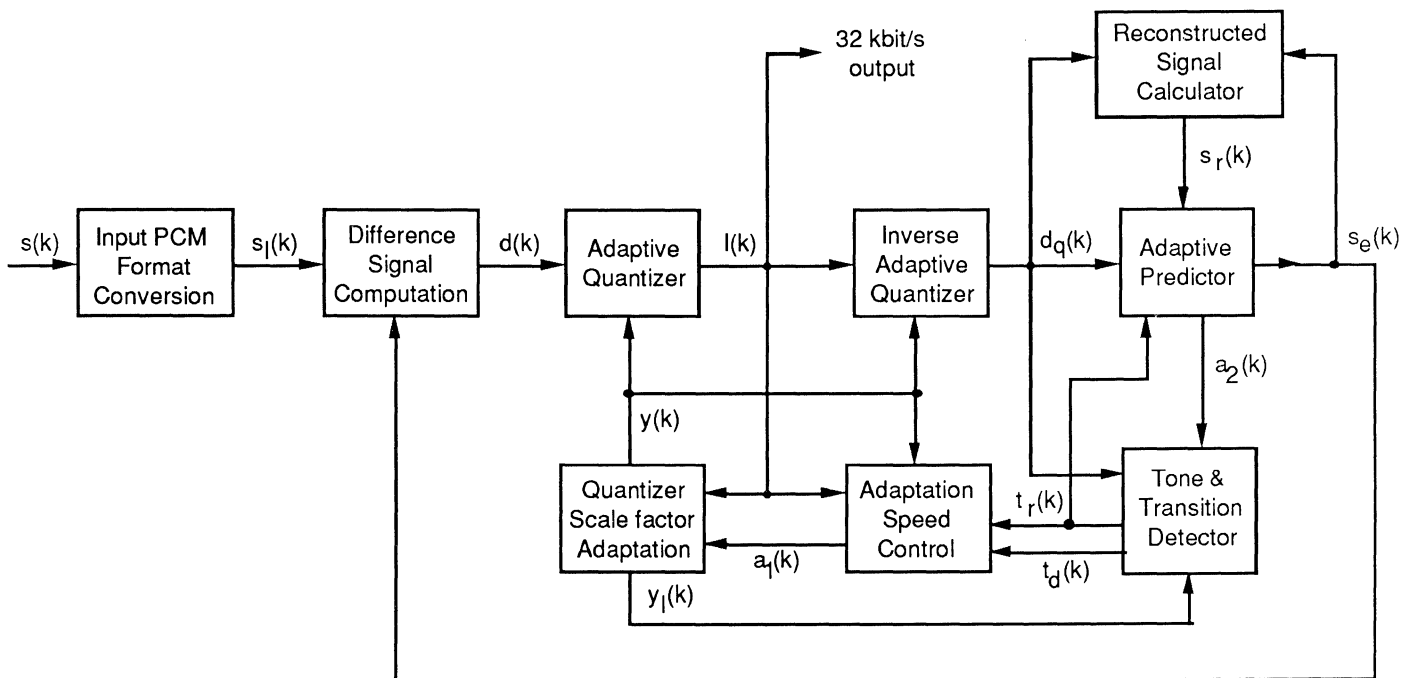 32 kbit/s
output
Reconstructed
Signal
Calculator
s_r(k)
s(k)
Input PCM
Format
Conversion
s_l(k)
Difference
Signal
Computation
d(k)
Adaptive
Quantizer
I(k)
Inverse
Adaptive
Quantizer
d_q(k)
Adaptive
Predictor
s_e(k)
a_2(k)
y(k)
Quantizer
Scale factor
Adaptation
Adaptation
Speed
Control
t_r(k)
Tone &
Transition
Detector
a_l(k)
t_d(k)
y_l(k)